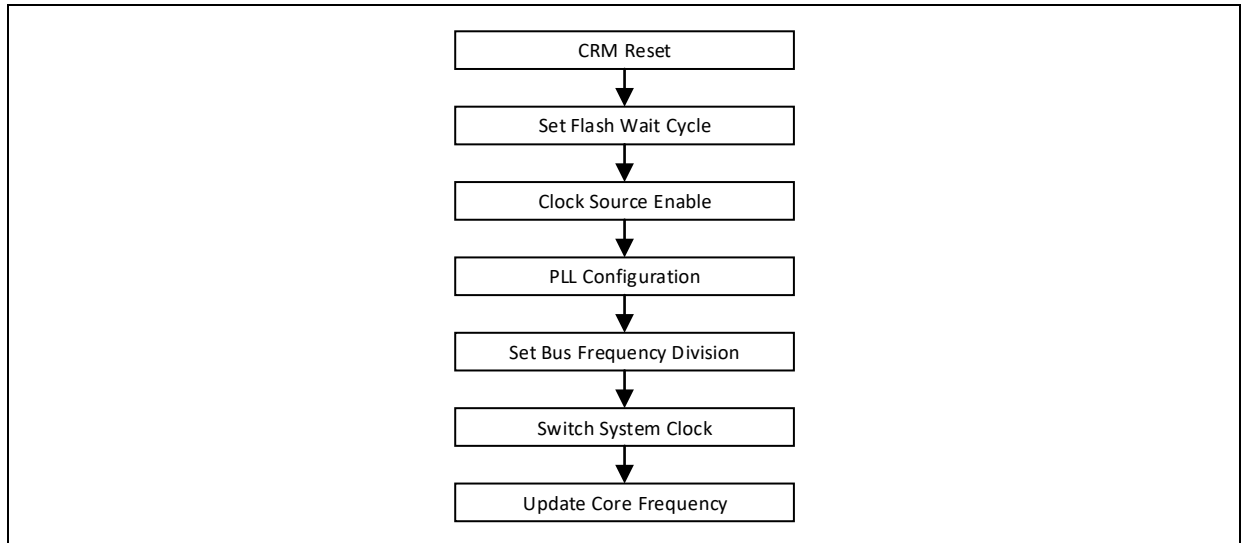 CRM Reset
Set Flash Wait Cycle
Clock Source Enable
PLL Configuration
Set Bus Frequency Division
Switch System Clock
Update Core Frequency